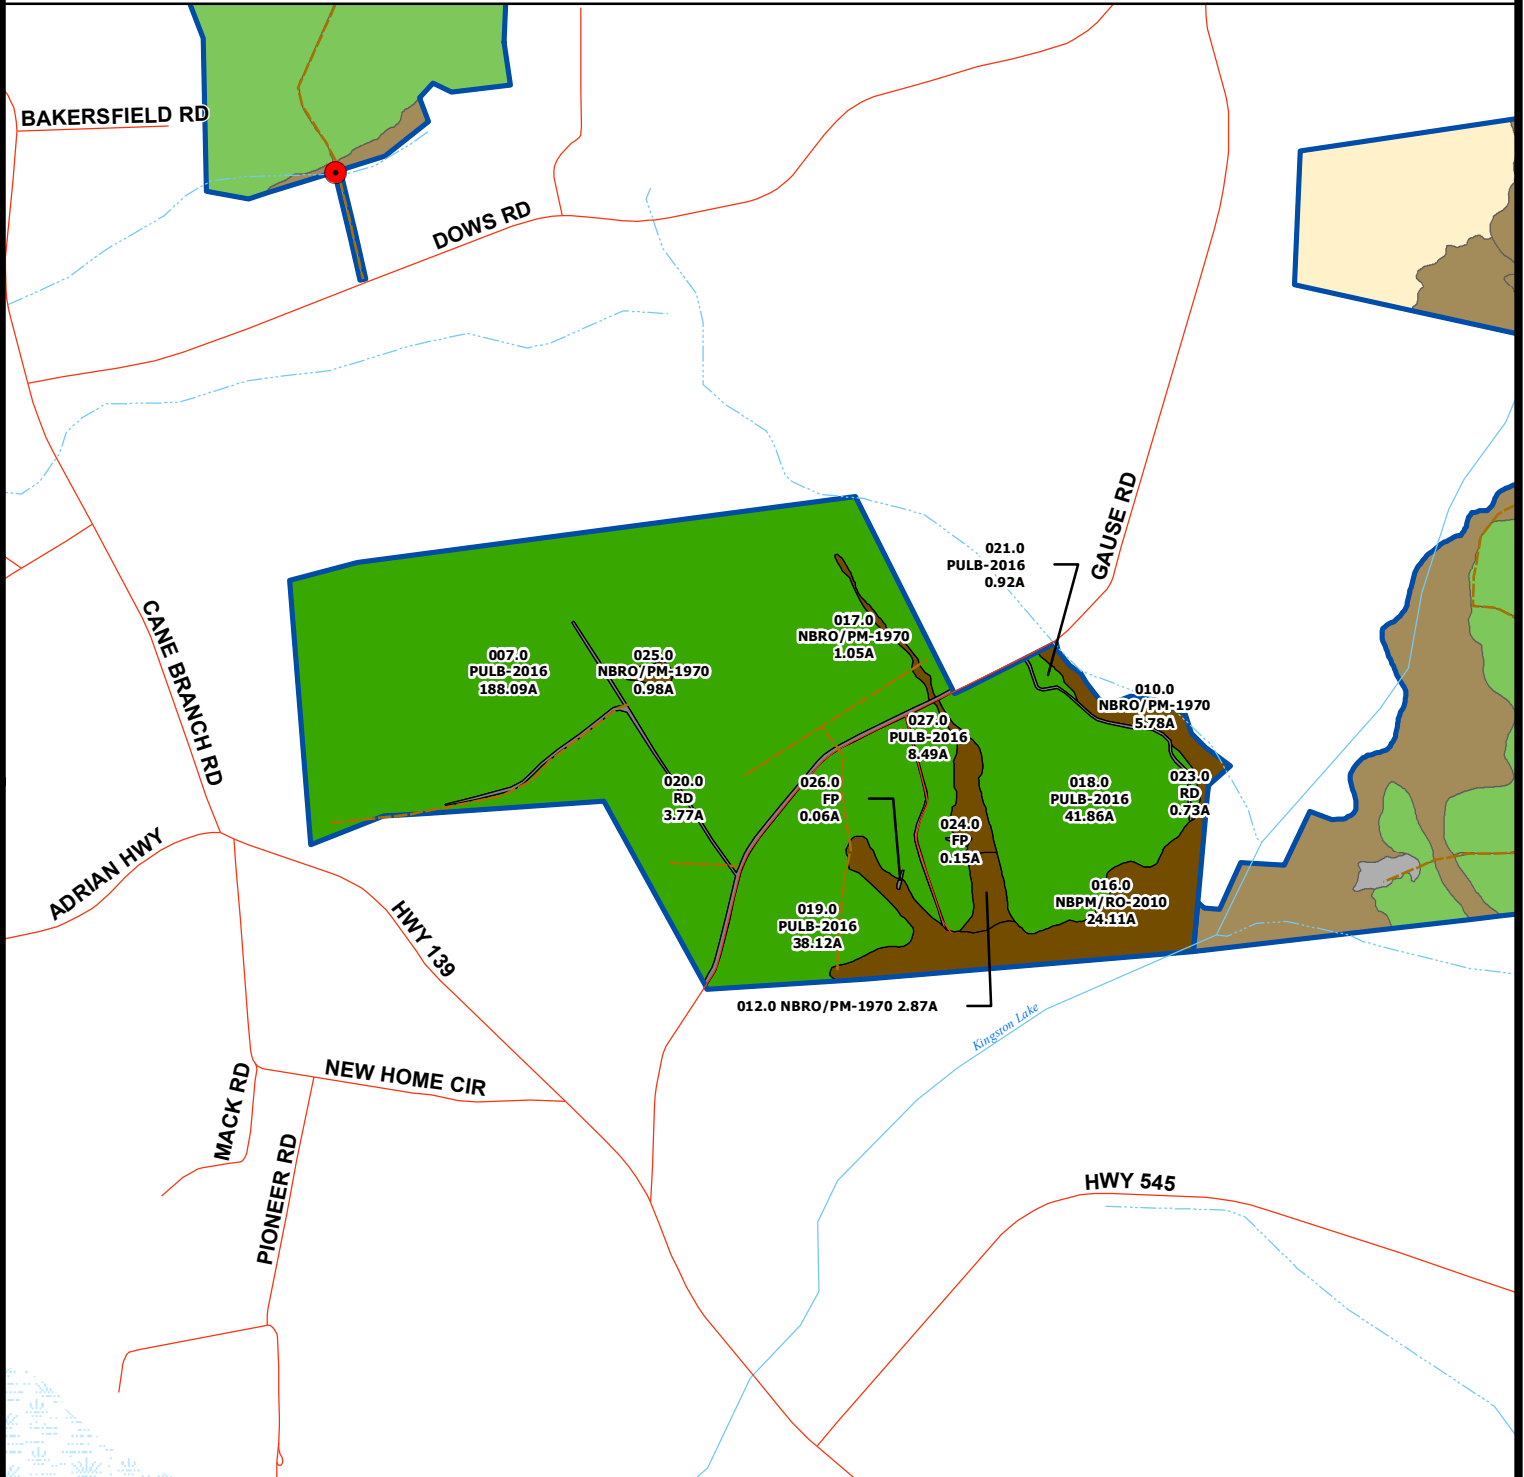 BAKERSFIELD RD
DOWS RD
GAUSE RD
021.0
PULB-2016
0.92A
CANE BRANCH RD
017.0
NBRO/PM-1970
1.05A
007.0
PULB-2016
188.09A
025.0
NBRO/PM-1970
0.98A
010.0
NBRO/PM-1970
5.78A
027.0
PULB-2016
8.49A
020.0
RD
3.77A
026.0
FP
0.06A
018.0
PULB-2016
41.86A
023.0
RD
0.73A
024.0
FP
0.15A
ADRIAN HWY
HWY 139
019.0
PULB-2016
38.12A
016.0
NBPM/RO-2010
24.11A
012.0 NBRO/PM-1970 2.87A
Kingston Lake
MACK RD
NEW HOME CIR
PIONEER RD
HWY 545